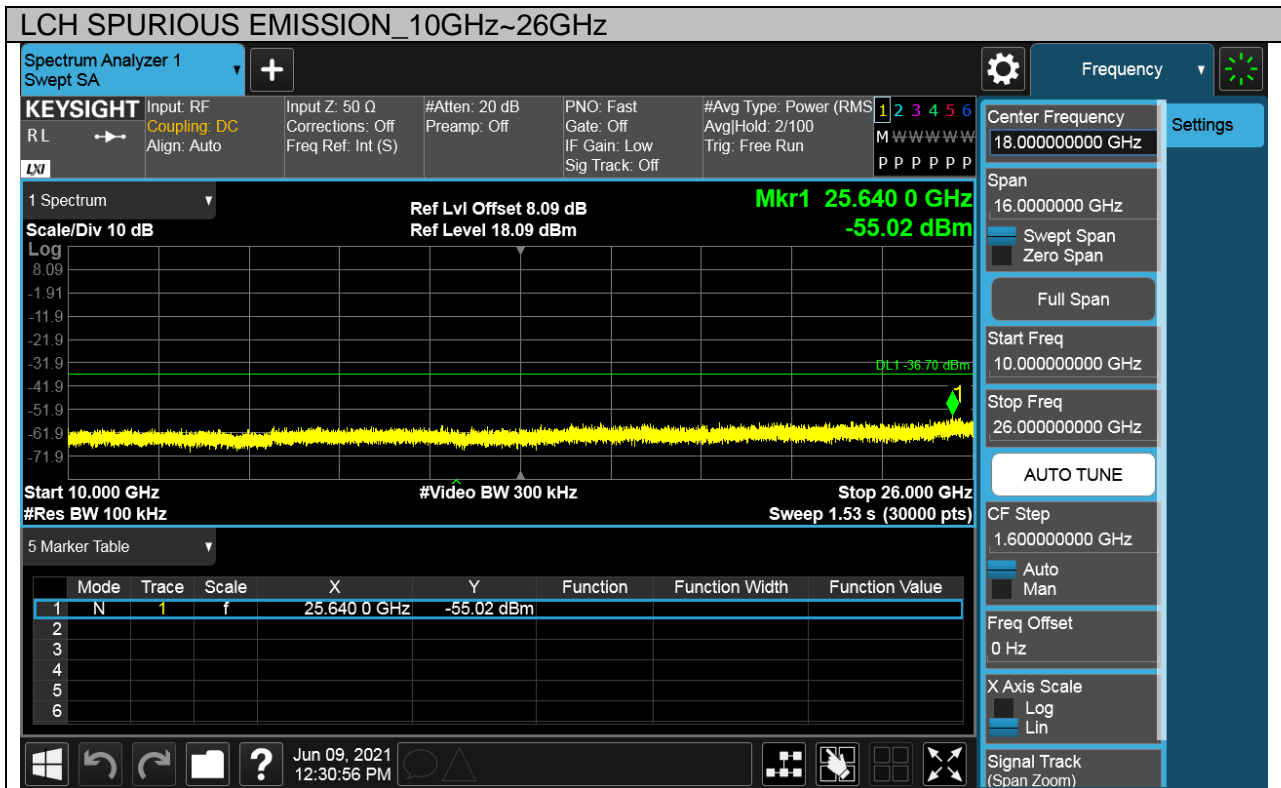 LCH SPURIOUS EMISSION_10GHz~26GHz
Spectrum Analyzer 1
Swept SA
+
Frequency
KEYSIGHT
RL
LXI
Input: RF
Coupling: DC
Align: Auto
Input Z: 50 Ω
Corrections: Off
Freq Ref: Int (S)
#Atten: 20 dB
Preamp: Off
PNO: Fast
Gate: Off
IF Gain: Low
Sig Track: Off
#Avg Type: Power (RMS
Avg|Hold: 2/100
Trig: Free Run
1 2 3 4 5 6
M W W W W W
P P P P P P
1 Spectrum
Scale/Div 10 dB
Ref Lvl Offset 8.09 dB
Ref Level 18.09 dBm
Mkr1 25.640 0 GHz
-55.02 dBm
Log
8.09
-1.91
-11.9
-21.9
-31.9
-41.9
-51.9
-61.9
-71.9
DL1 -36.70 dBm
1
Start 10.000 GHz
#Res BW 100 kHz
#Video BW 300 kHz
Stop 26.000 GHz
Sweep 1.53 s (30000 pts)
5 Marker Table
Mode Trace Scale X Y Function Function Width Function Value
1 N 1 f 25.640 0 GHz -55.02 dBm
2
3
4
5
6
Jun 09, 2021
12:30:56 PM
?
Center Frequency
18.000000000 GHz
Span
16.0000000 GHz
Swept Span
Zero Span
Full Span
Start Freq
10.000000000 GHz
Stop Freq
26.000000000 GHz
AUTO TUNE
CF Step
1.600000000 GHz
Auto
Man
Freq Offset
0 Hz
X Axis Scale
Log
Lin
Signal Track
(Span Zoom)
Settings